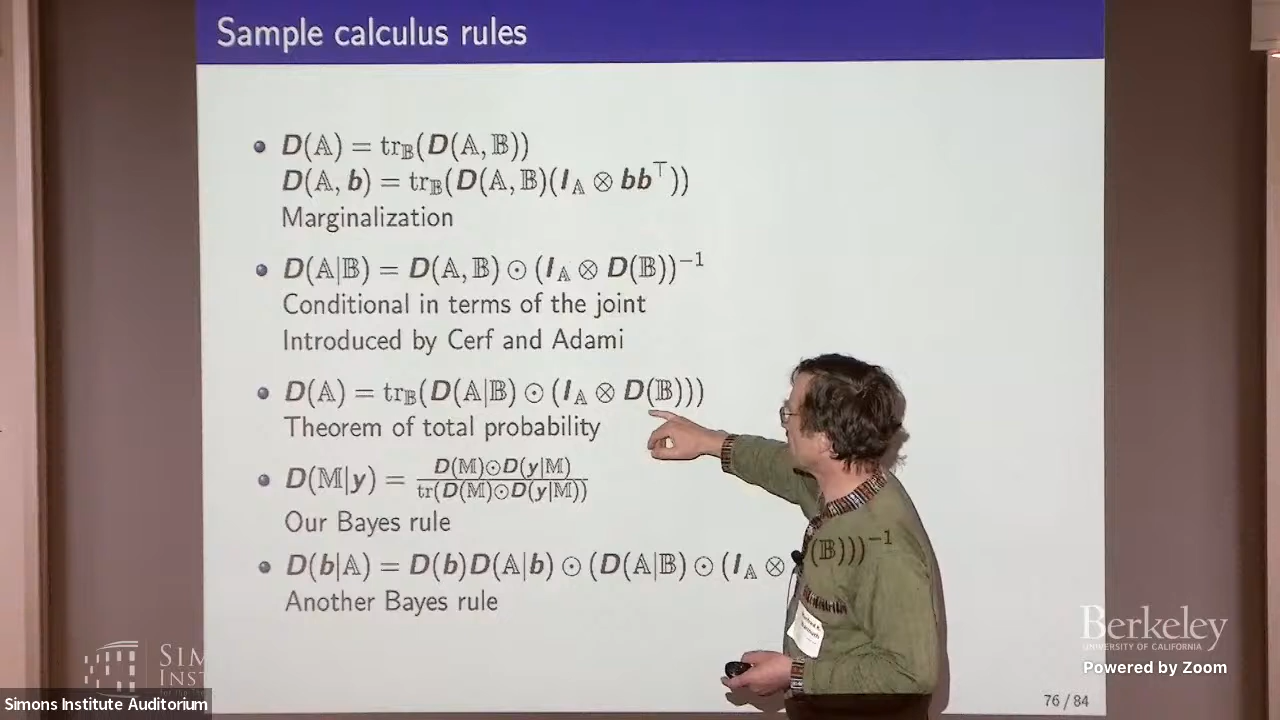 Sample calculus rules
• D(𝔸) = tr_𝔹(D(𝔸, 𝔹))
D(𝔸, b) = tr_𝔹(D(𝔸, 𝔹)(I_𝔸 ⊗ bb^⊤))
Marginalization
• D(𝔸|𝔹) = D(𝔸, 𝔹) ⊙ (I_𝔸 ⊗ D(𝔹))^−1
Conditional in terms of the joint
Introduced by Cerf and Adami
• D(𝔸) = tr_𝔹(D(𝔸|𝔹) ⊙ (I_𝔸 ⊗ D(𝔹)))
Theorem of total probability
• D(𝕄|y) = D(𝕄)⊙D(y|𝕄) / tr(D(𝕄)⊙D(y|𝕄))
Our Bayes rule
• D(b|𝔸) = D(b)D(𝔸|b) ⊙ (D(𝔸|𝔹) ⊙ (I_𝔸 ⊗ (𝔹)))^−1
Another Bayes rule
Berkeley
UNIVERSITY OF CALIFORNIA
Powered by Zoom
SIM
INST
Simons Institute Auditorium
76 / 84